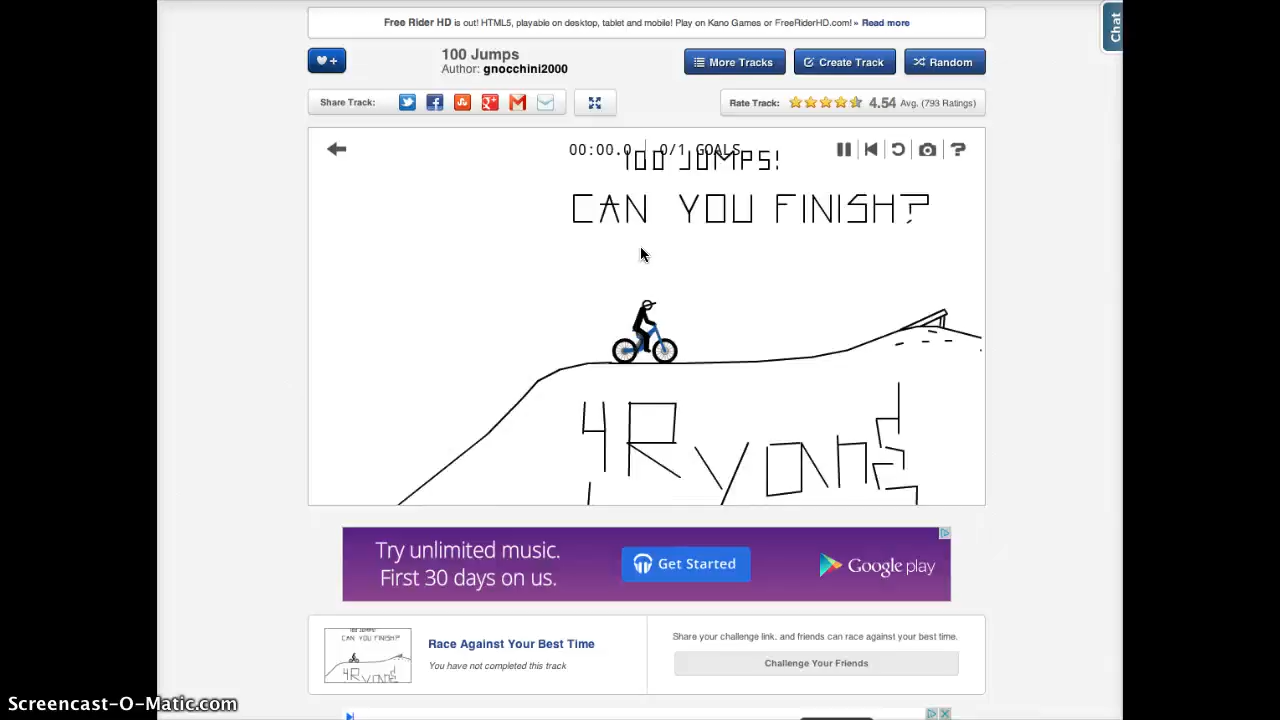 Free Rider HD is out! HTML5, playable on desktop, tablet and mobile! Play on Kano Games or FreeRiderHD.com! » Read more
Chat
100 Jumps
Author: gnocchini2000
More Tracks
Create Track
Random
Share Track:
Rate Track:
4.54 Avg. (793 Ratings)
00:00.0 | 0/1 GOALS
100 JUMPS!
CAN YOU FINISH?
Try unlimited music.
First 30 days on us.
Get Started
Google play
Race Against Your Best Time
You have not completed this track
Share your challenge link, and friends can race against your best time.
Challenge Your Friends
Screencast-O-Matic.com